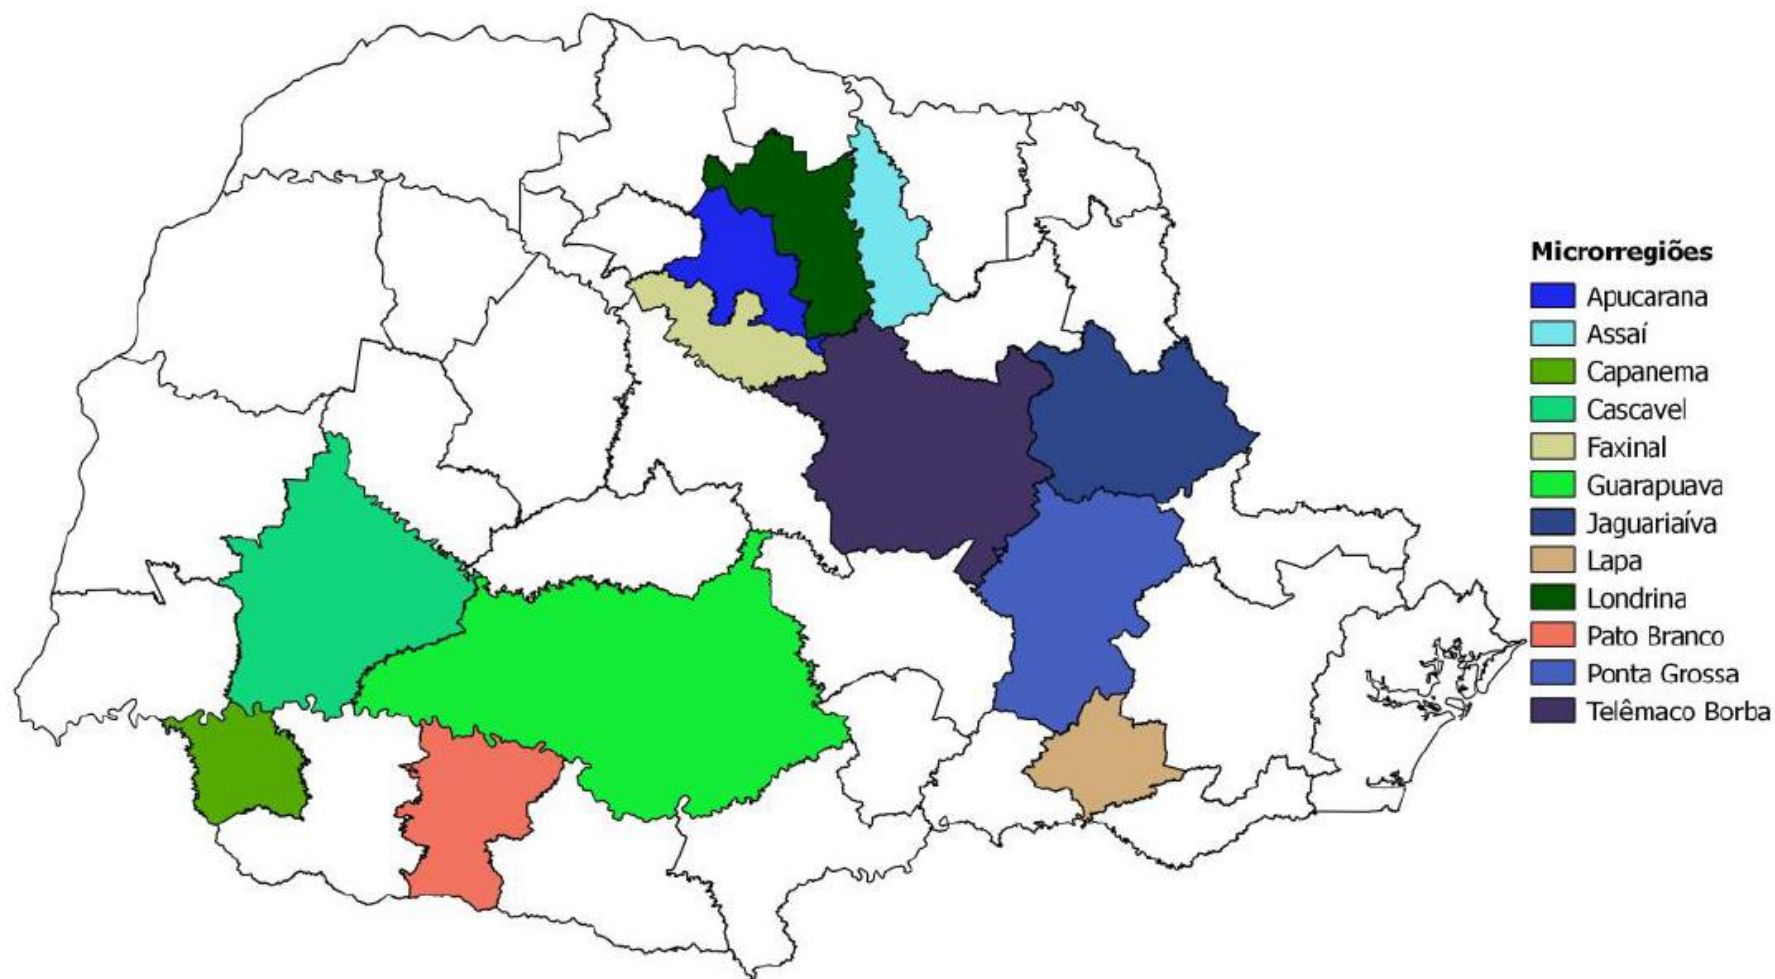 Microrregiões
Apucarana
Assaí
Capanema
Cascavel
Faxinal
Guarapuava
Jaguariaíva
Lapa
Londrina
Pato Branco
Ponta Grossa
Telêmaco Borba